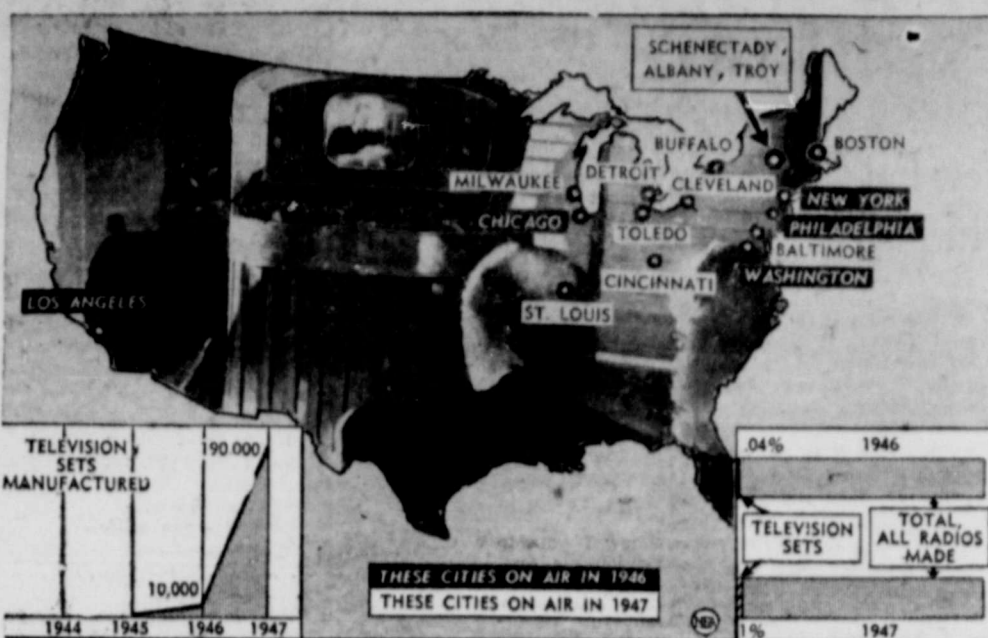 SCHENECTADY,
ALBANY, TROY
BUFFALO
BOSTON
DETROIT
MILWAUKEE
CLEVELAND
NEW YORK
CHICAGO
TOLEDO
PHILADELPHIA
BALTIMORE
CINCINNATI
WASHINGTON
LOS ANGELES
ST. LOUIS
TELEVISION
SETS
MANUFACTURED
190.000
10,000
1944 1945 1946 1947
THESE CITIES ON AIR IN 1946
THESE CITIES ON AIR IN 1947
NEA
.04% 1946
TELEVISION
SETS
TOTAL,
ALL RADIOS
MADE
1% 1947